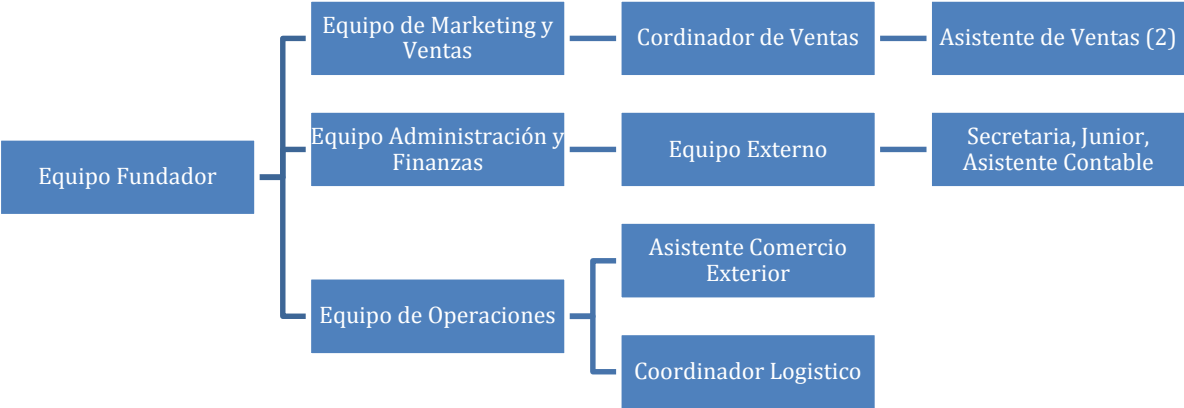 Equipo Fundador
Equipo de Marketing y
Ventas
Cordinador de Ventas
Asistente de Ventas (2)
Equipo Administración y
Finanzas
Equipo Externo
Secretaria, Junior,
Asistente Contable
Equipo de Operaciones
Asistente Comercio
Exterior
Coordinador Logistico